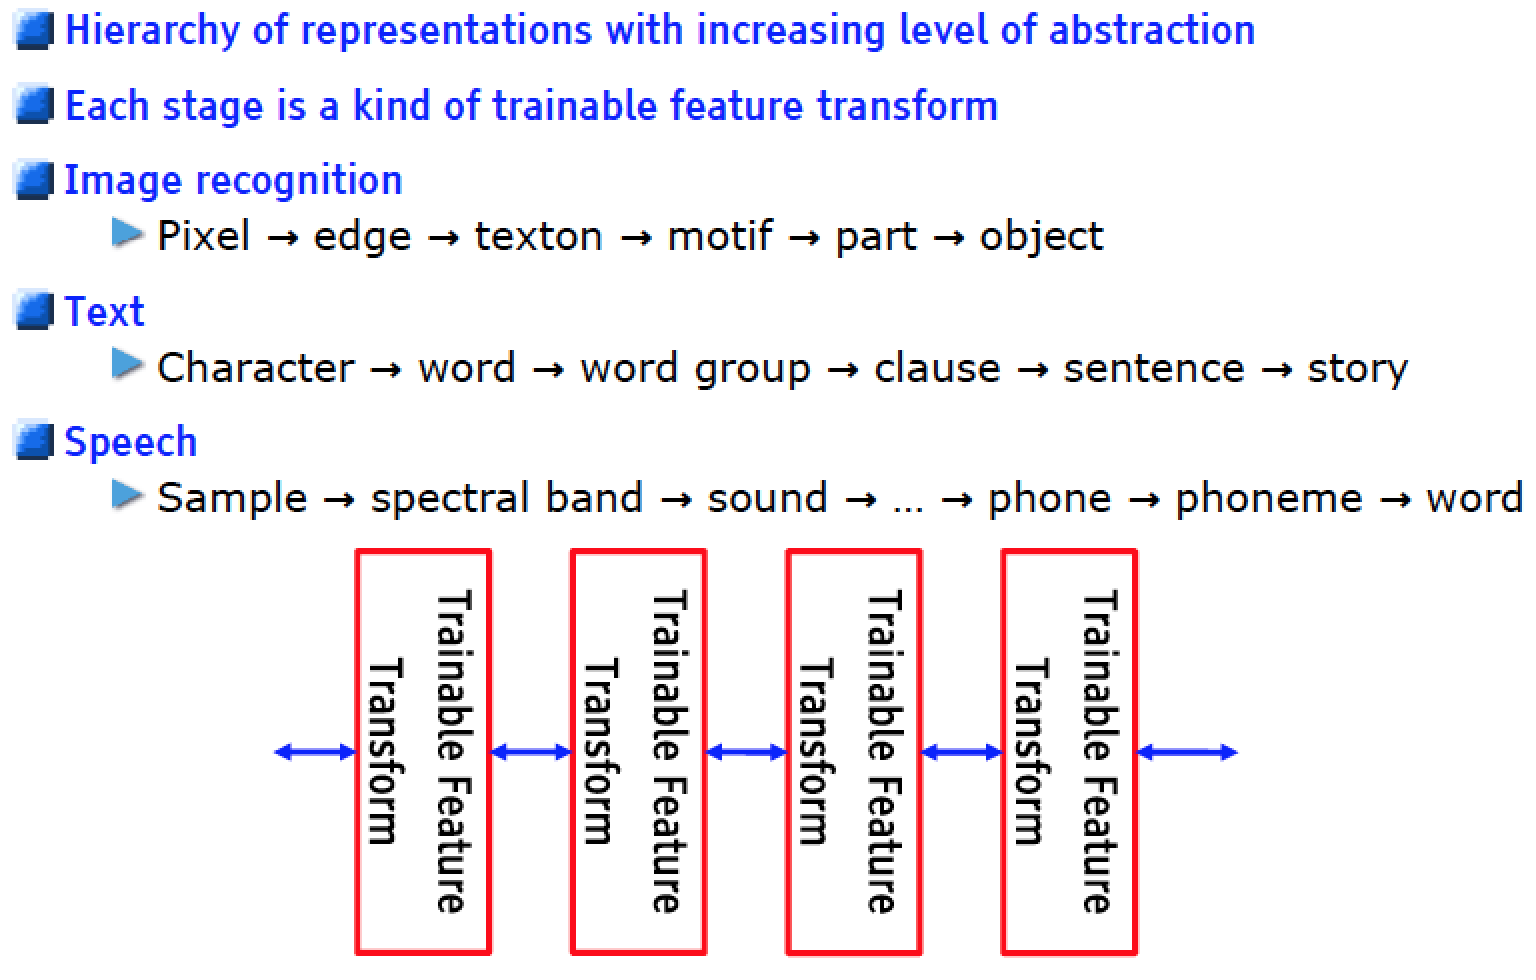 Hierarchy of representations with increasing level of abstraction
Each stage is a kind of trainable feature transform
Image recognition
Pixel → edge → texton → motif → part → object
Text
Character → word → word group → clause → sentence → story
Speech
Sample → spectral band → sound → … → phone → phoneme → word
Trainable Feature
Transform
Trainable Feature
Transform
Trainable Feature
Transform
Trainable Feature
Transform